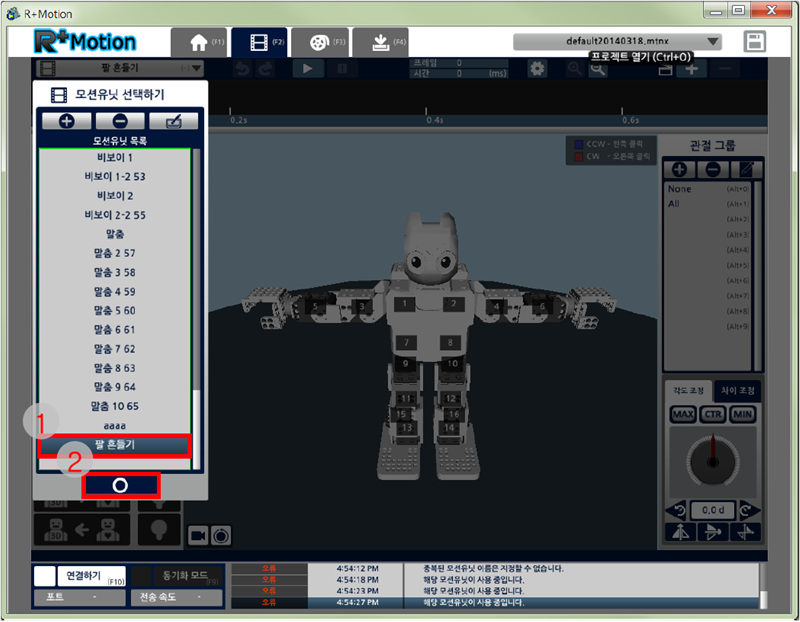 R+Motion
R+Motion
(F1)
(F2)
(F3)
(F4)
default20140318.mtnx
프로젝트 열기 (Ctrl+O)
팔 흔들기
프레임 0
시간 0 (ms)
모션유닛 선택하기
모션유닛 목록
비보이 1
비보이 1-2 53
비보이 2
비보이 2-2 55
말춤
말춤 2 57
말춤 3 58
말춤 4 59
말춤 5 60
말춤 6 61
말춤 7 62
말춤 8 63
말춤 9 64
말춤 10 65
aaaa
팔 흔들기
1
2
0.2s
0.4s
0.6s
CCW - 왼쪽 클릭
CW - 오른쪽 클릭
5 3 1 2 4 6
7 8
9 10
11 12
15 16
13 14
관절 그룹
None (Alt+0)
All (Alt+1)
(Alt+2)
(Alt+3)
(Alt+4)
(Alt+5)
(Alt+6)
(Alt+7)
(Alt+8)
(Alt+9)
각도 조정
차이 조정
MAX
CTR
MIN
0,0 d
연결하기 (F10)
동기화 모드 (F9)
포트 -
전송 속도 -
오류 4:54:12 PM 중복된 모션유닛 이름은 지정할 수 없습니다.
오류 4:54:18 PM 해당 모션유닛이 사용 중입니다.
오류 4:54:23 PM 해당 모션유닛이 사용 중입니다.
오류 4:54:27 PM 해당 모션유닛이 사용 중입니다.